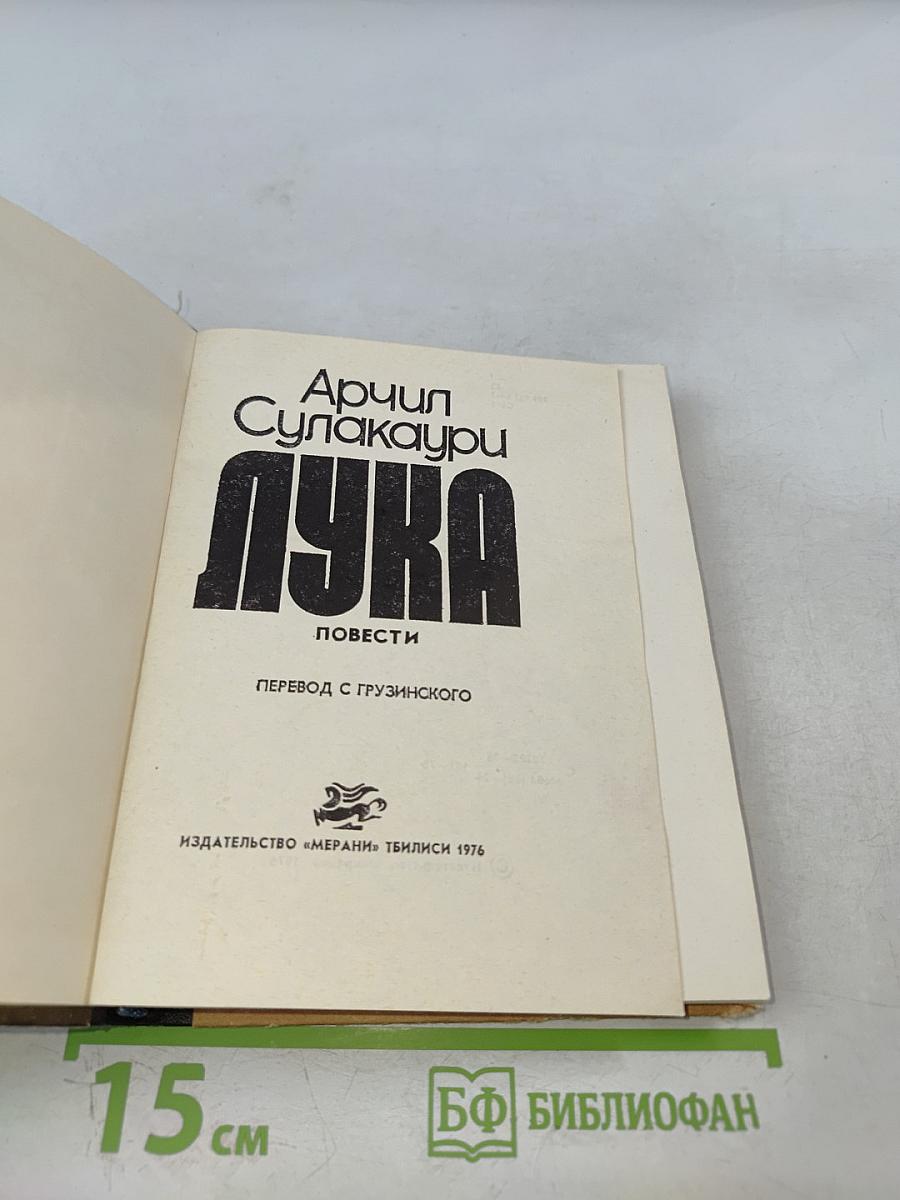 Арчил
Сулакаури
ЛУКА
ПОВЕСТИ
ПЕРЕВОД С ГРУЗИНСКОГО
ИЗДАТЕЛЬСТВО «МЕРАНИ» ТБИЛИСИ 1976
15 см
БФ БИБЛИОФАН